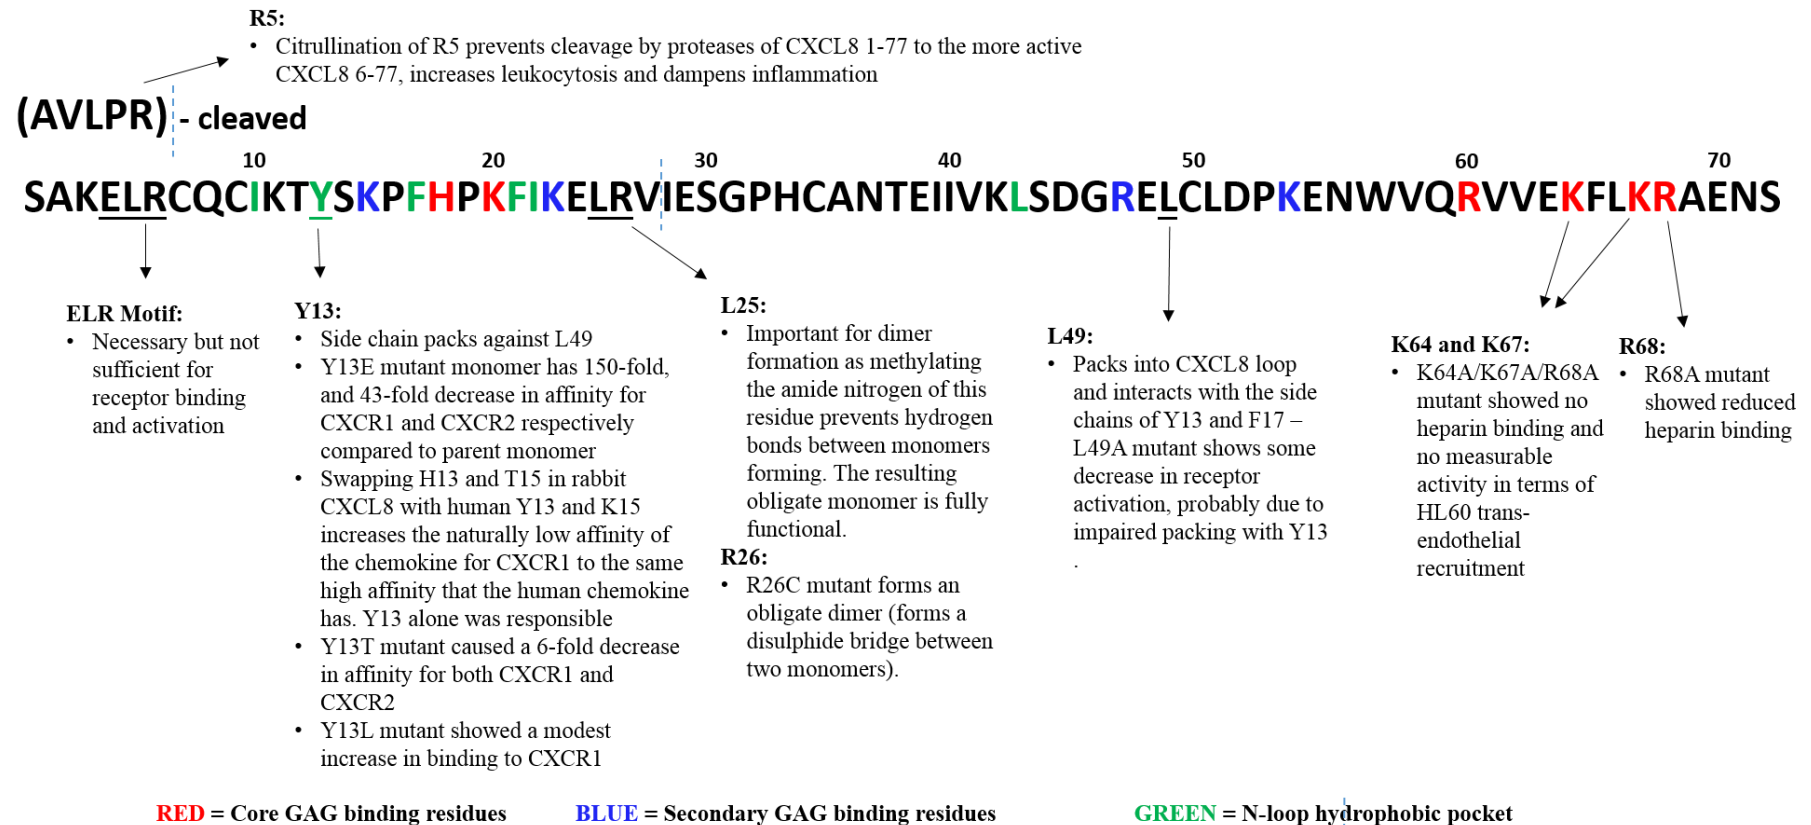 R5:
• Citrullination of R5 prevents cleavage by proteases of CXCL8 1-77 to the more active
CXCL8 6-77, increases leukocytosis and dampens inflammation
(AVLPR) - cleaved
10 20 30 40 50 60 70
SAKELRCQCIKTYSKPFHPKFIKELRVIESGPHCANTEIIVKLSDGRELCLDPKENWVQRVVEKFLKRAENS
ELR Motif:
• Necessary but not
sufficient for
receptor binding
and activation
Y13:
• Side chain packs against L49
• Y13E mutant monomer has 150-fold,
and 43-fold decrease in affinity for
CXCR1 and CXCR2 respectively
compared to parent monomer
• Swapping H13 and T15 in rabbit
CXCL8 with human Y13 and K15
increases the naturally low affinity of
the chemokine for CXCR1 to the same
high affinity that the human chemokine
has. Y13 alone was responsible
• Y13T mutant caused a 6-fold decrease
in affinity for both CXCR1 and
CXCR2
• Y13L mutant showed a modest
increase in binding to CXCR1
L25:
• Important for dimer
formation as methylating
the amide nitrogen of this
residue prevents hydrogen
bonds between monomers
forming. The resulting
obligate monomer is fully
functional.
R26:
• R26C mutant forms an
obligate dimer (forms a
disulphide bridge between
two monomers).
L49:
• Packs into CXCL8 loop
and interacts with the side
chains of Y13 and F17 –
L49A mutant shows some
decrease in receptor
activation, probably due to
impaired packing with Y13
.
K64 and K67:
• K64A/K67A/R68A
mutant showed no
heparin binding and
no measurable
activity in terms of
HL60 trans-
endothelial
recruitment
R68:
• R68A mutant
showed reduced
heparin binding
RED = Core GAG binding residues
BLUE = Secondary GAG binding residues
GREEN = N-loop hydrophobic pocket